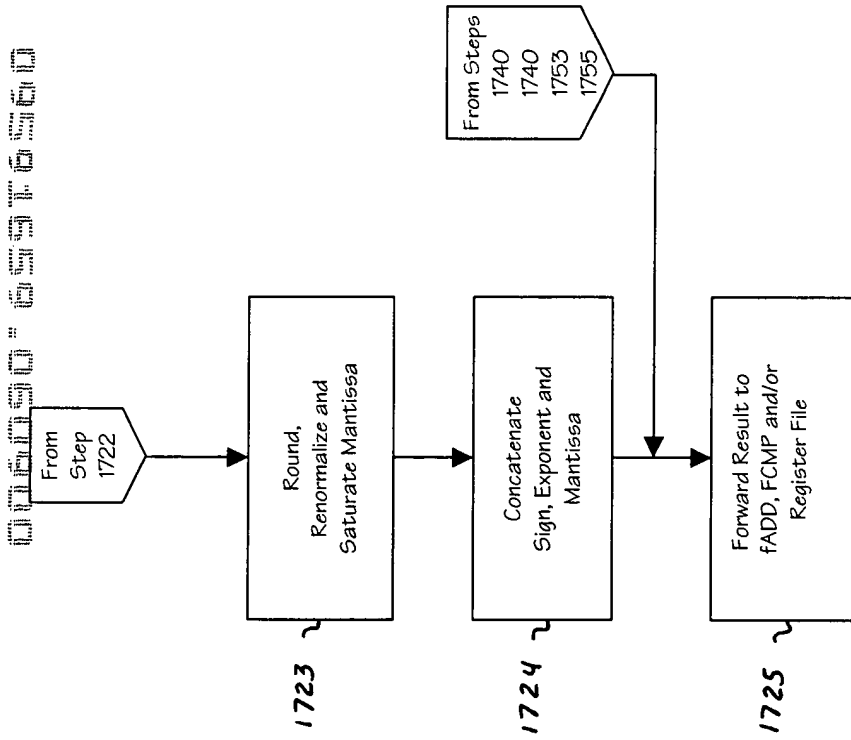 From
Step
1722
From Steps
1740
1740
1753
1755
Round,
Renormalize and
Saturate Mantissa
1723
Concatenate
Sign, Exponent and
Mantissa
1724
Forward Result to
fADD, FCMP and/or
Register File
1725